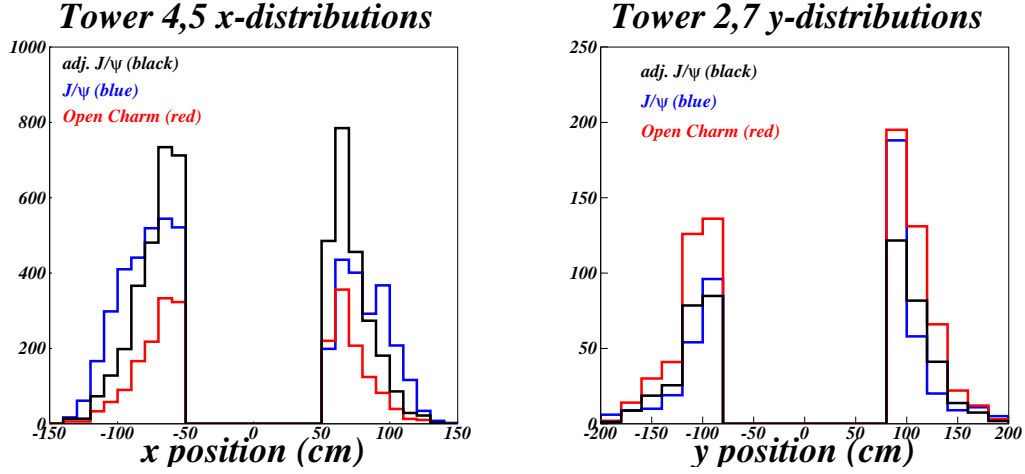 Tower 4,5 x-distributions
1000
800
600
400
200
0
adj. J/ψ (black)
J/ψ (blue)
Open Charm (red)
-150 -100 -50 0 50 100 150
x position (cm)
Tower 2,7 y-distributions
250
200
150
100
50
0
adj. J/ψ (black)
J/ψ (blue)
Open Charm (red)
-200 -150 -100 -50 0 50 100 150 200
y position (cm)